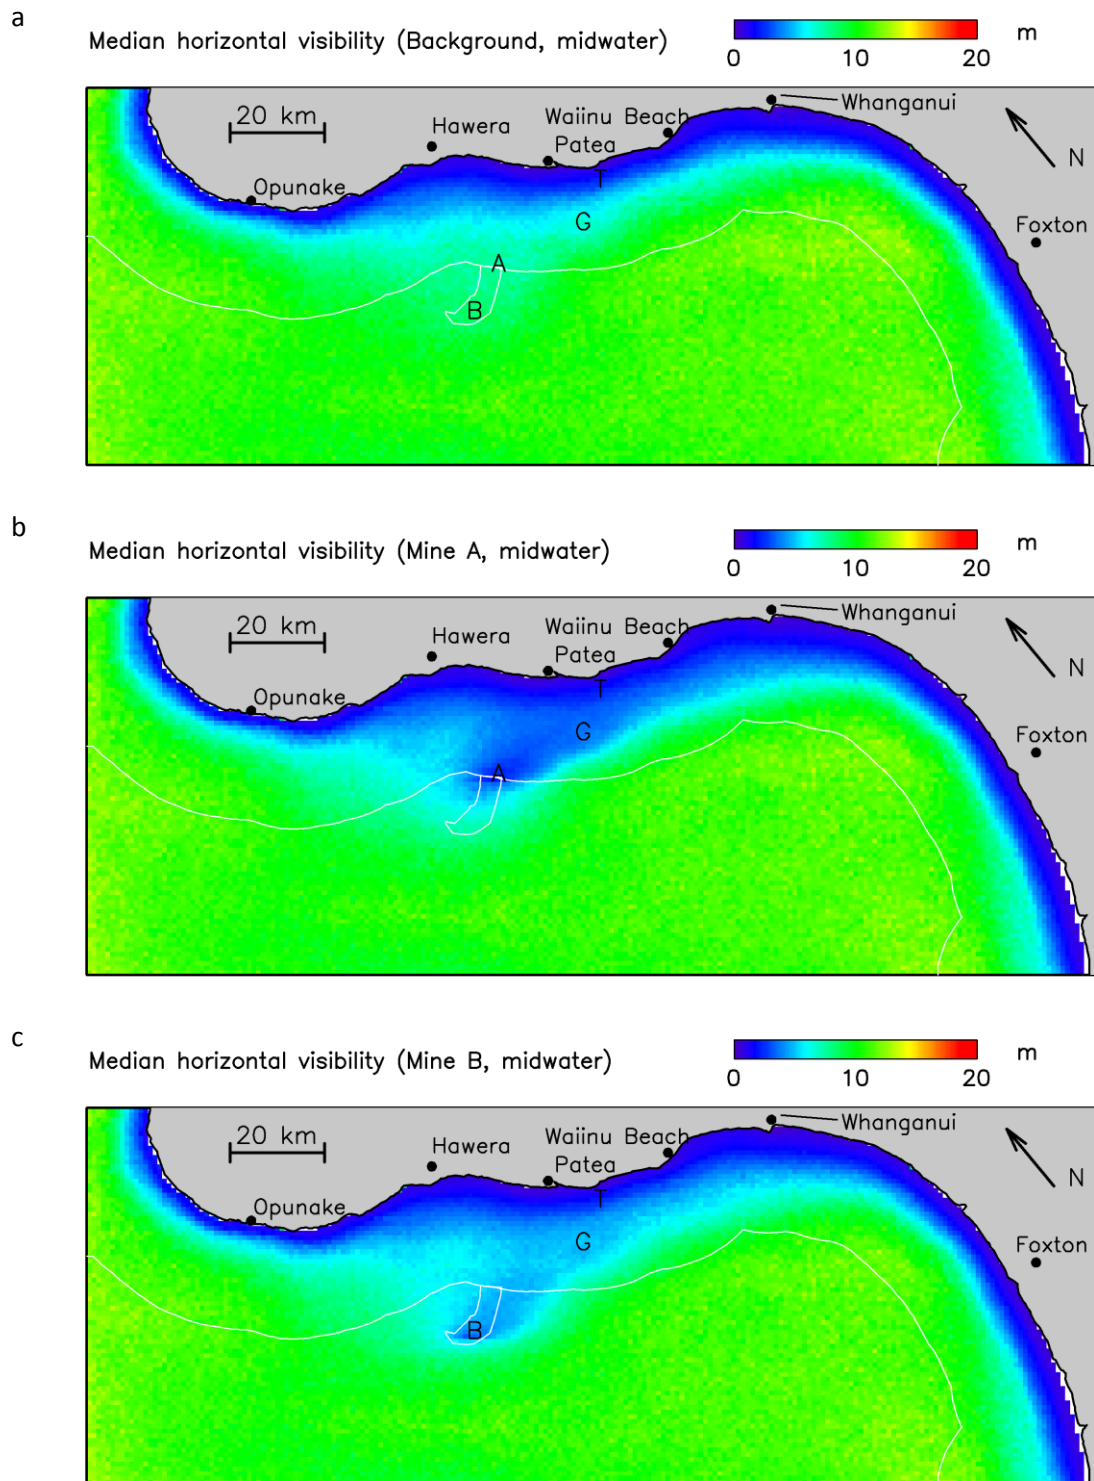 a
Median horizontal visibility (Background, midwater)
m
0 10 20
Whanganui
20 km
Waiinu Beach
Hawera
Patea
N
T
Opunake
G
Foxton
A
B
b
Median horizontal visibility (Mine A, midwater)
m
0 10 20
Whanganui
20 km
Waiinu Beach
Hawera
Patea
N
T
Opunake
G
Foxton
A
c
Median horizontal visibility (Mine B, midwater)
m
0 10 20
Whanganui
20 km
Waiinu Beach
Hawera
Patea
N
T
Opunake
G
Foxton
B